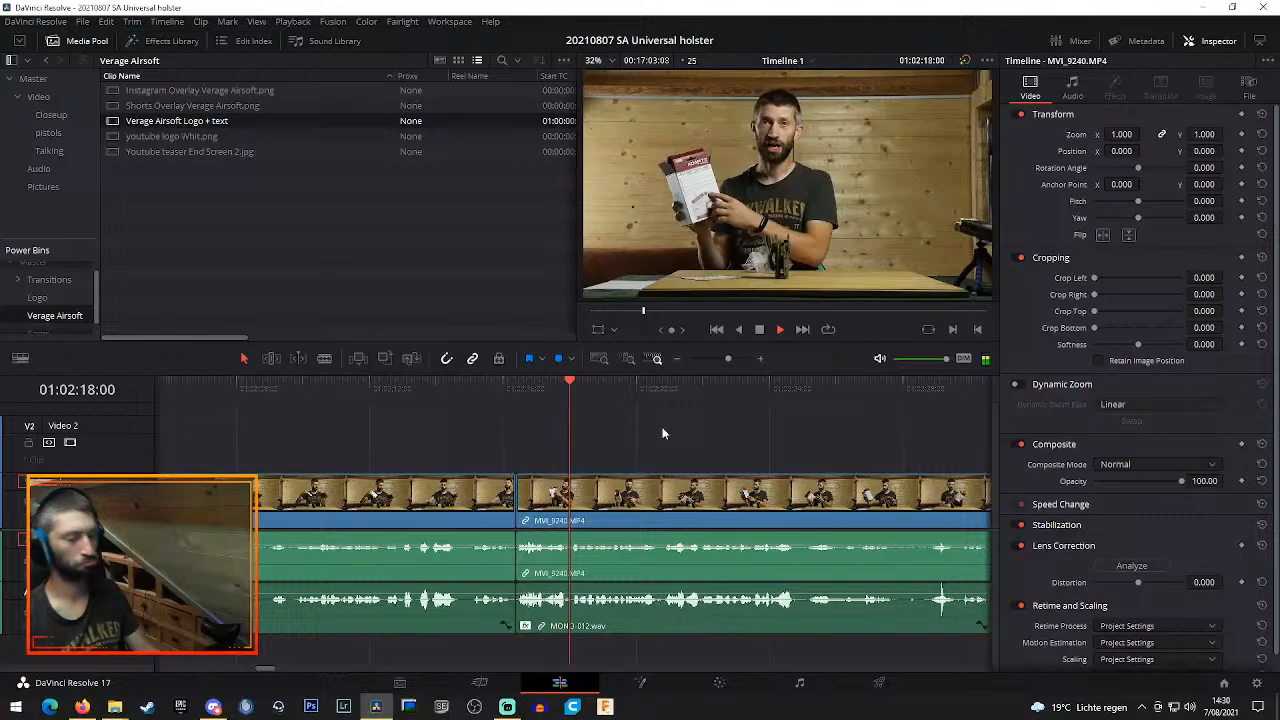 DaVinci Resolve - 20210807 SA Universal holster
DaVinci Resolve File Edit Trim Timeline Clip Mark View Playback Fusion Color Fairlight Workspace Help
Media Pool Effects Library Edit Index Sound Library 20210807 SA Universal holster Mixer Metadata Inspector
Verage Airsoft 32% 00:17:03:08 25 Timeline 1 01:02:18:00 Timeline - MVI_9240.MP4
Master Clip Name Proxy Reel Name Start TC
Video Audio Effects Transition Image File
Instagram Overlay Verage Airsoft.png None 00:00:00
Shorts Overlay Verage Airsoft.png None 00:00:00
Verage Airsoft Logo + text None 01:00:00
youtube logo Whit.png None 00:00:00
Youtube teaser End Screen 2.jpg None 00:00:00
Video
Closeup
pistols
Talking
Audio
Pictures
Power Bins
Master
Transitions
Logo
Verage Airsoft
Transform
Zoom X 1.000 Y 1.000
Position X 0.000 Y 0.000
Rotation Angle 0.000
Anchor Point X 0.000 Y 0.000
Pitch 0.000
Yaw 0.000
Flip
Cropping
Crop Left 0.000
Crop Right 0.000
Crop Top 0.000
Crop Bottom 0.000
Softness 0.000
Retain Image Position
Dynamic Zoom
Dynamic Zoom Ease Linear
Swap
Composite
Composite Mode Normal
Opacity 100.00
Speed Change
Stabilization
Lens Correction
Analyze
Distortion 0.000
Retime and Scaling
Retime Process Project Settings
Motion Estimation Project Settings
Scaling Project Settings
DIM
01:02:18:00
V2 Video 2
1 Clip
MVI_9240.MP4
MVI_9240.MP4
fx MONO-012.wav
DaVinci Resolve 17
19°C Lichte regen 14:30
7/08/2021